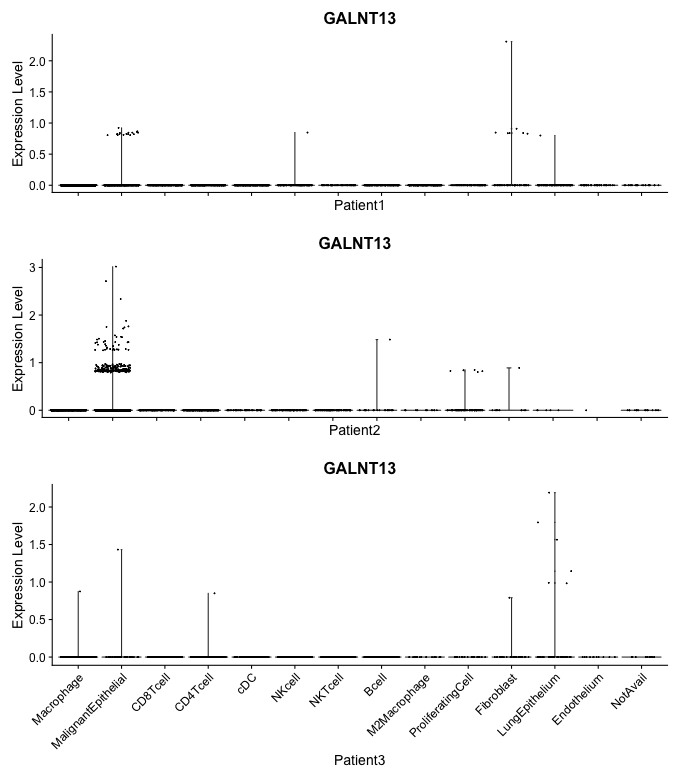 GALNT13
Expression Level
2.0
1.5
1.0
0.5
0.0
Patient1
GALNT13
Expression Level
3
2
1
0
Patient2
GALNT13
Expression Level
2.0
1.5
1.0
0.5
0.0
Macrophage
MalignantEpithelial
CD8Tcell
CD4Tcell
cDC
NKcell
NKTcell
Bcell
M2Macrophage
ProliferatingCell
Fibroblast
LungEpithelium
Endothelium
NotAvail
Patient3